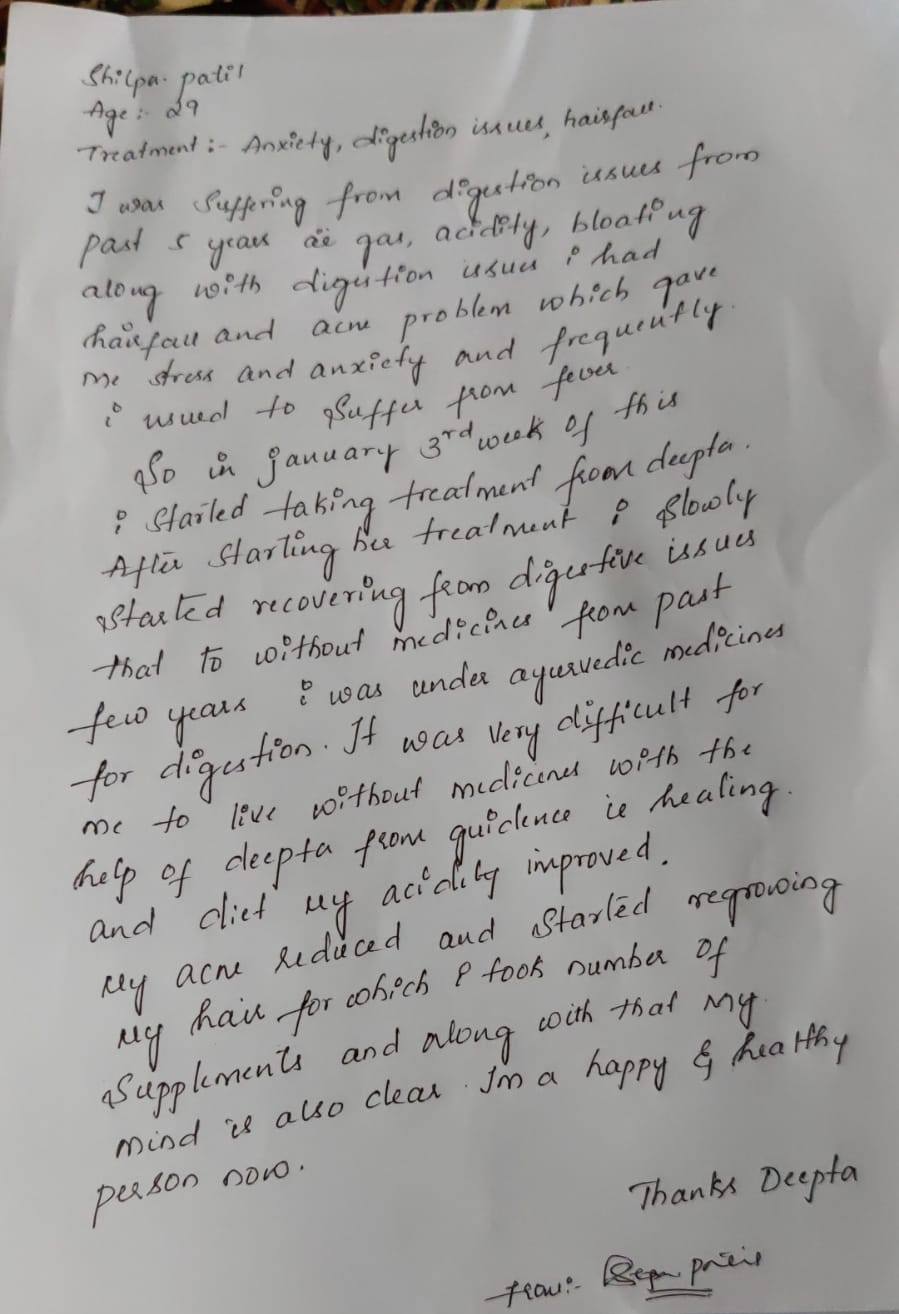 Shilpa. patil
Age :- 29
Treatment :- Anxiety, digestion issues, hairfall.
I was suffering from digestion issues from
past 5 years ie gas, acidity, bloating
along with digestion issues i had
hairfall and acne problem which gave
me stress and anxiety and frequently.
i usued to suffer from fever
So in january 3rd week of this
i started taking treatment from deepta.
After starting her treatment i slowly
started recovering from digestive issues
that to without medicines from past
few years i was under ayurvedic medicines
for digestion. It was very difficult for
me to live without medicines with the
help of deepta from guidence ie healing.
and diet my acidity improved.
My acne reduced and started regrowing
my hair for which I took number of
supplements and along with that my
mind is also clear. Im a happy & healthy
person now.
Thanks Deepta
from:-